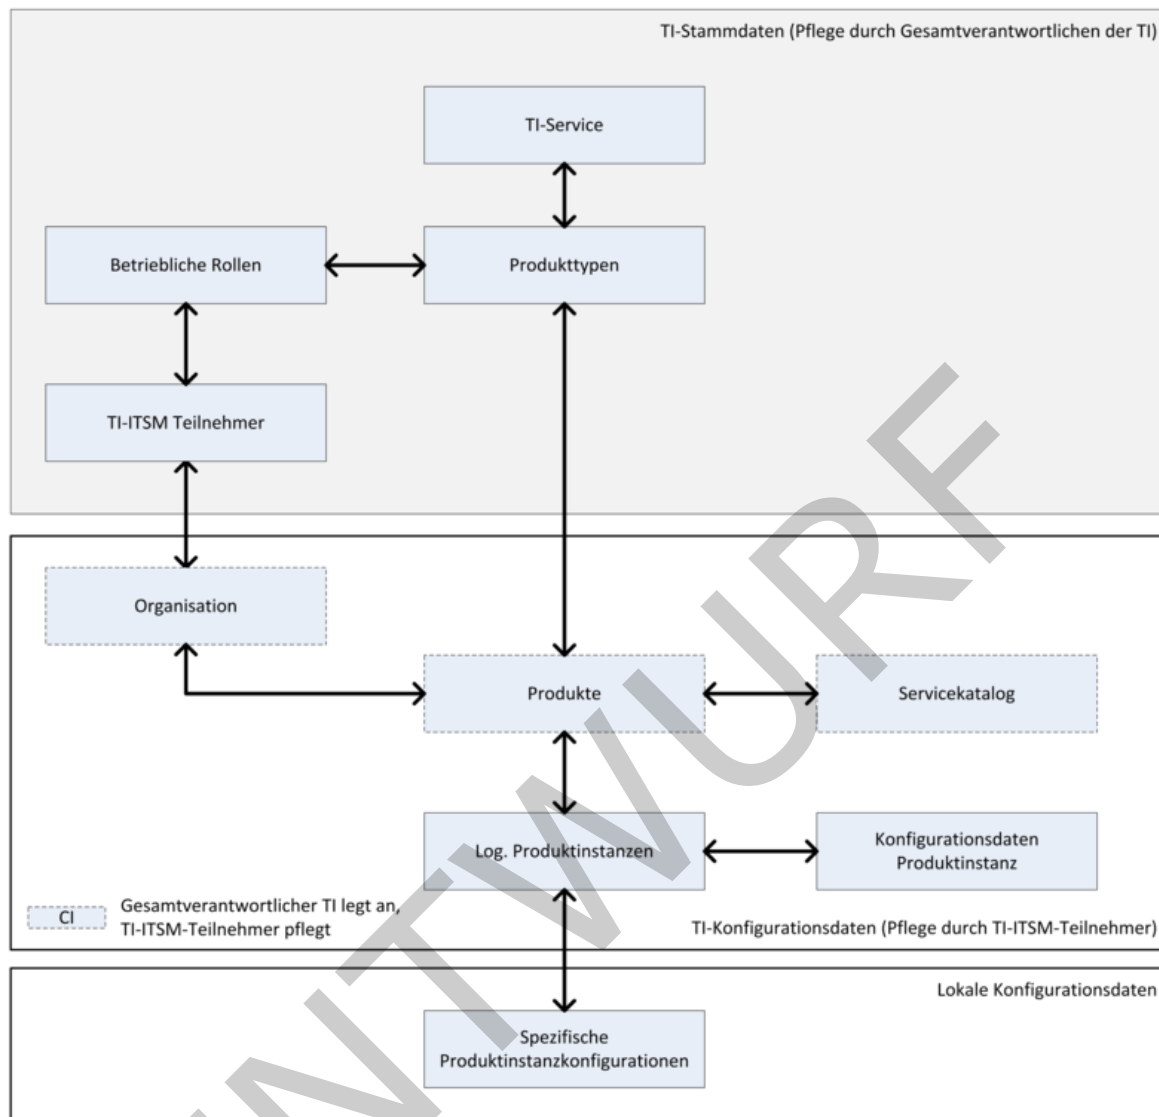 TI-Stammdaten (Pflege durch Gesamtverantwortlichen der TI)
TI-Service
Betriebliche Rollen
Produkttypen
TI-ITSM Teilnehmer
Organisation
Produkte
Servicekatalog
Log. Produktinstanzen
Konfigurationsdaten
Produktinstanz
CI
Gesamtverantwortlicher TI legt an,
TI-ITSM-Teilnehmer pflegt
TI-Konfigurationsdaten (Pflege durch TI-ITSM-Teilnehmer)
Lokale Konfigurationsdaten
Spezifische
Produktinstanzkonfigurationen
NTWURF